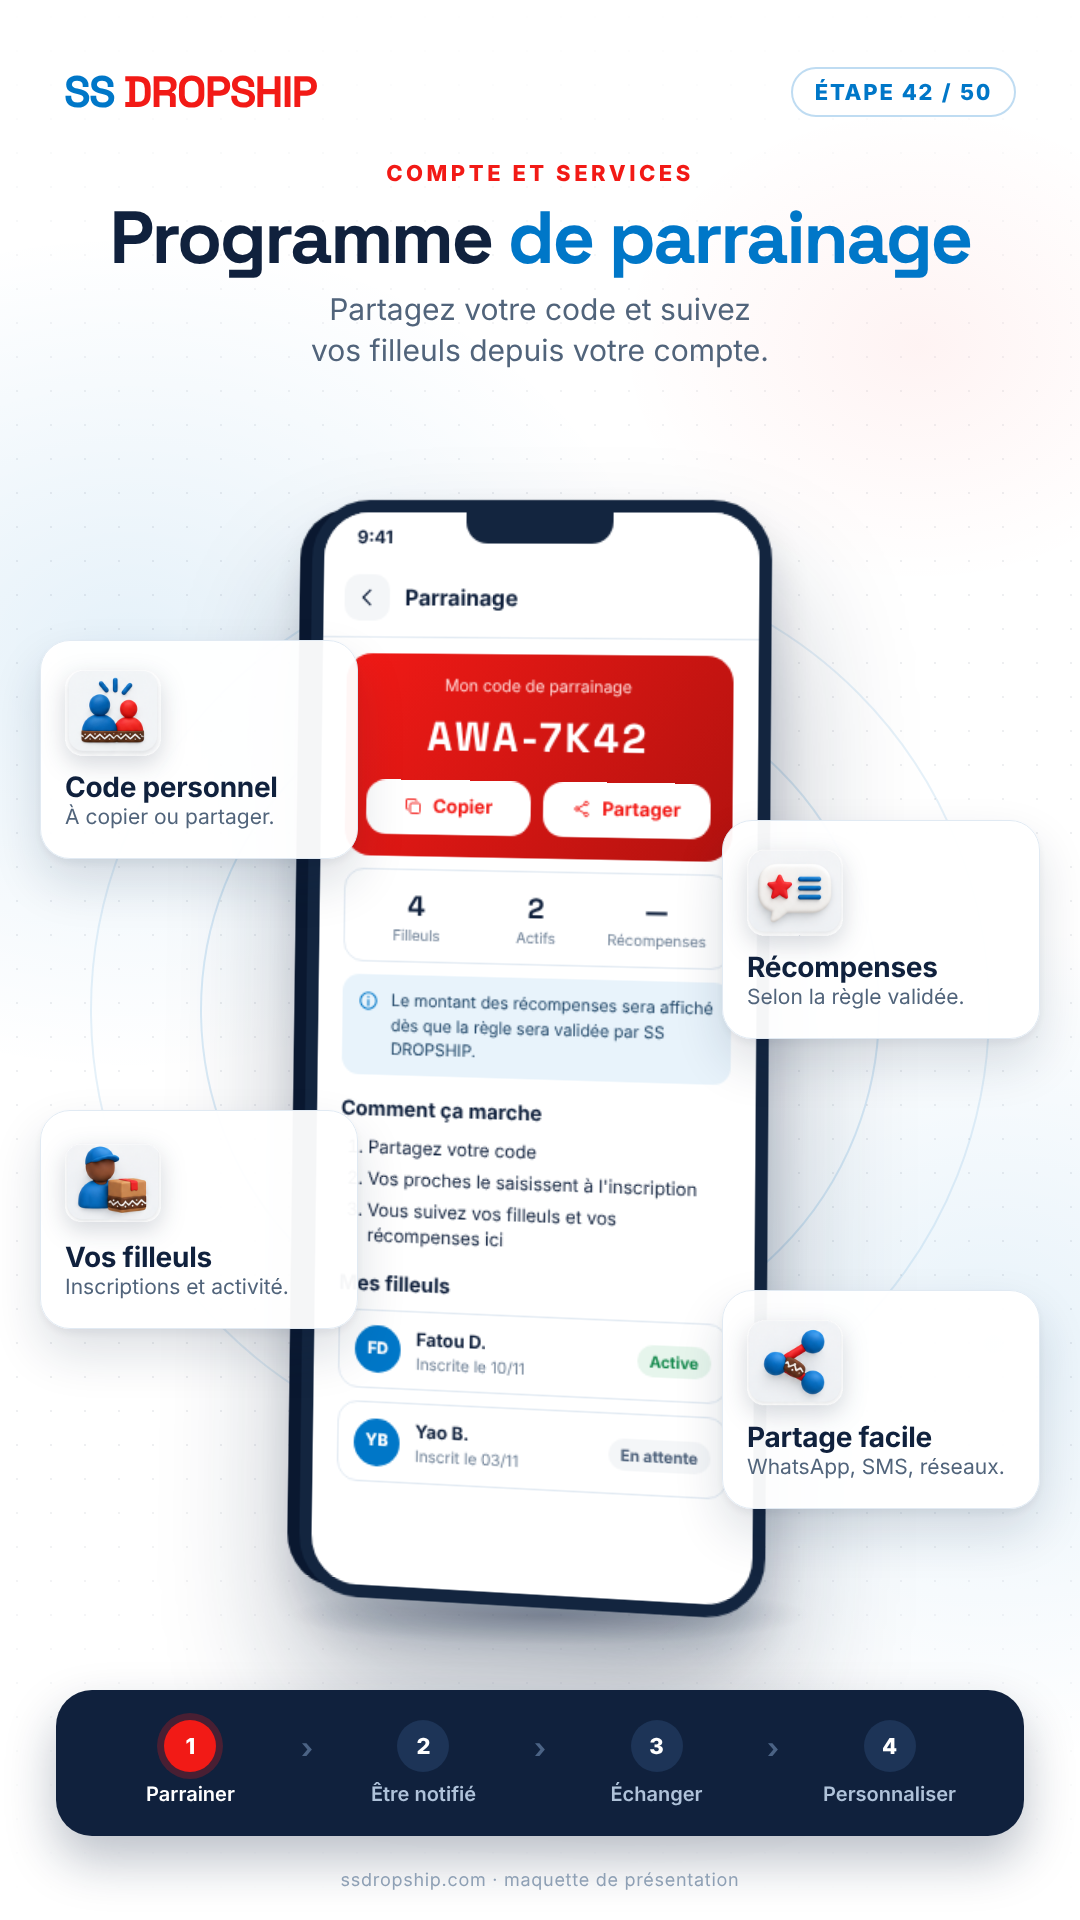 SS DROPSHIP
ÉTAPE 42 / 50
COMPTE ET SERVICES
Programme de parrainage
Partagez votre code et suivez
vos filleuls depuis votre compte.
9:41
Parrainage
Mon code de parrainage
AWA-7K42
Copier
Partager
Code personnel
À copier ou partager.
4
Filleuls
2
Actifs
—
Récompenses
Récompenses
Selon la règle validée.
Le montant des récompenses sera affiché
dès que la règle sera validée par SS
DROPSHIP.
Comment ça marche
1. Partagez votre code
2. Vos proches le saisissent à l'inscription
3. Vous suivez vos filleuls et vos
récompenses ici
Vos filleuls
Inscriptions et activité.
Mes filleuls
FD
Fatou D.
Inscrite le 10/11
Active
YB
Yao B.
Inscrit le 03/11
En attente
Partage facile
WhatsApp, SMS, réseaux.
1
Parrainer
›
2
Être notifié
›
3
Échanger
›
4
Personnaliser
ssdropship.com · maquette de présentation